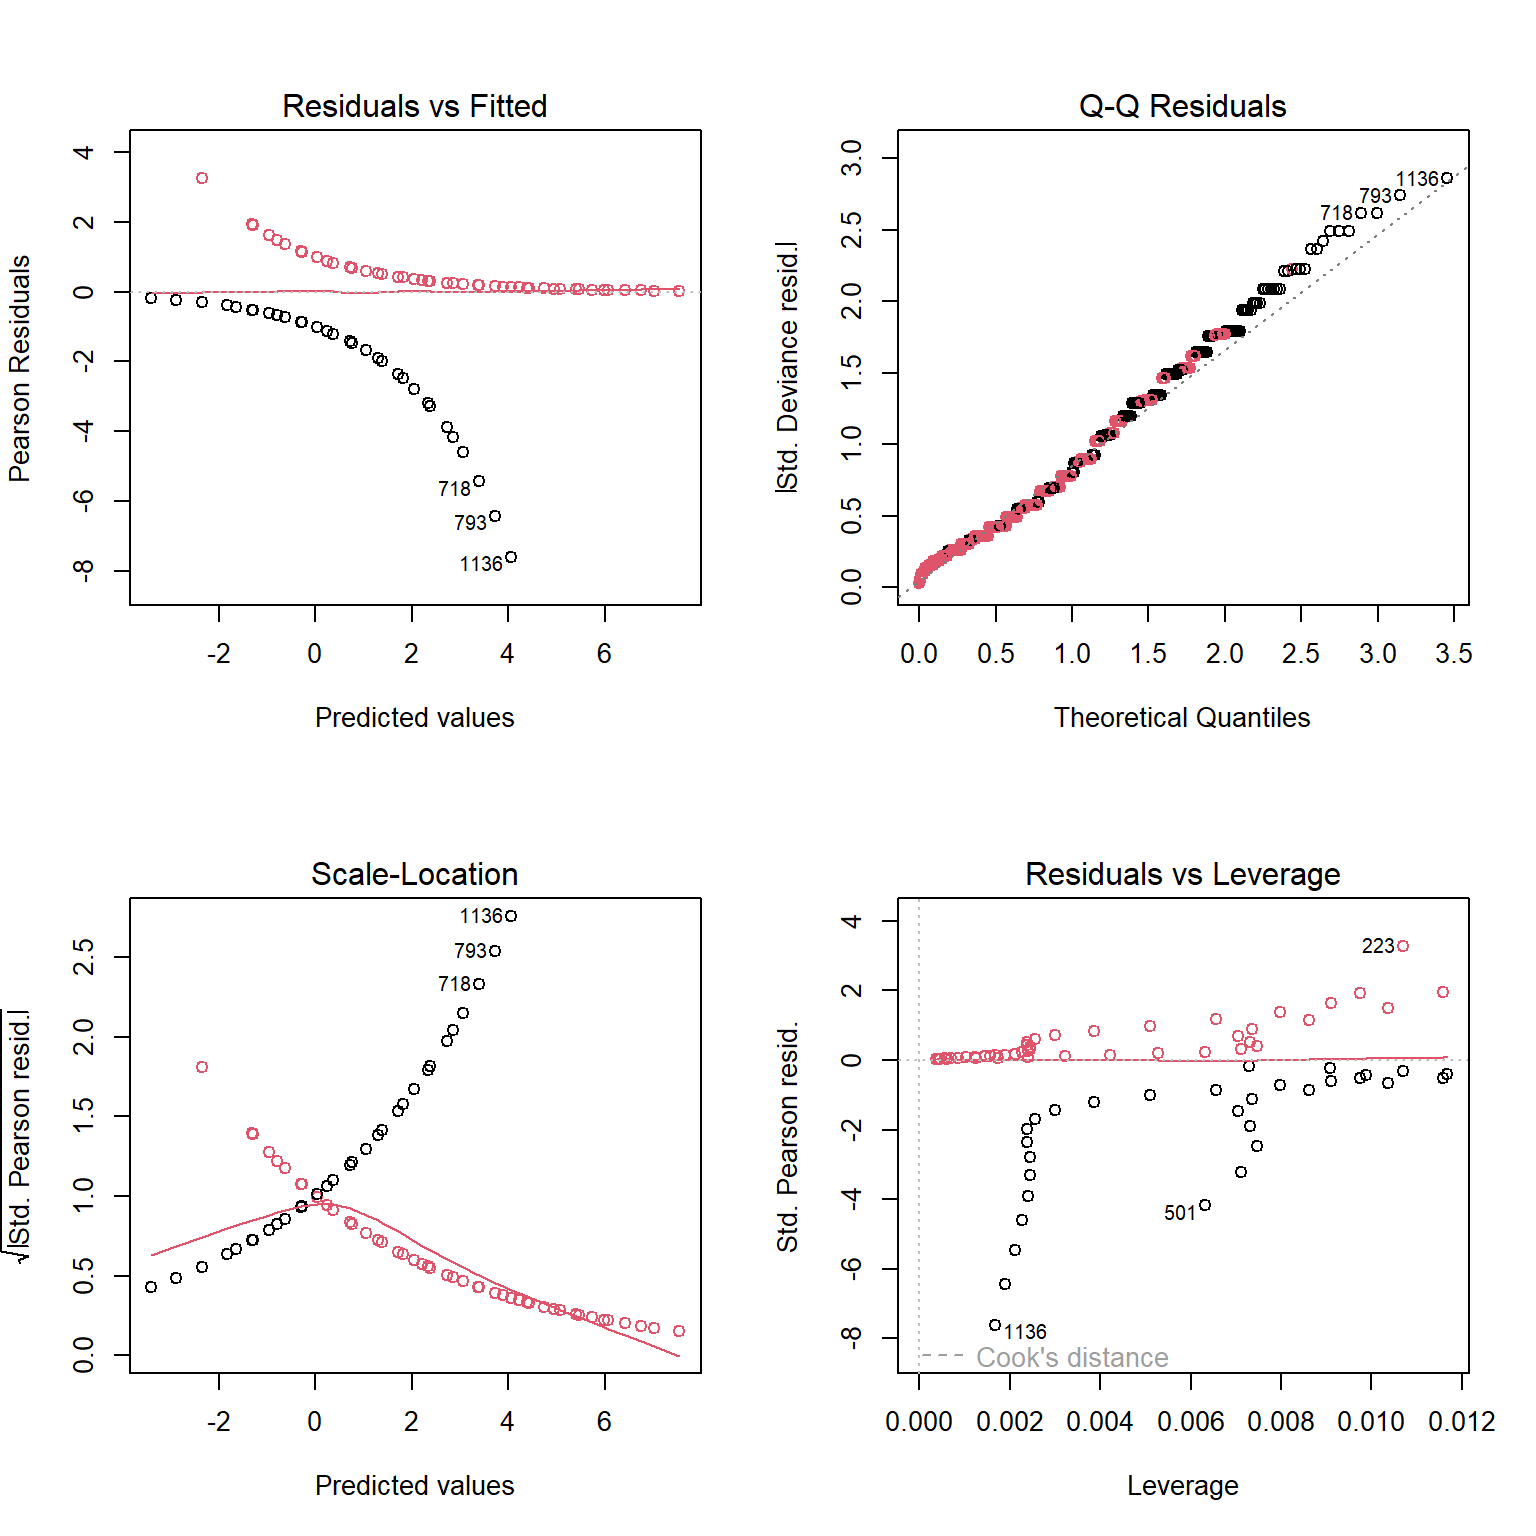 Residuals vs Fitted
Pearson Residuals
4
2
0
-2
-4
-6
-8
718
793
1136
-2 0 2 4 6
Predicted values
Q-Q Residuals
|Std. Deviance resid.|
3.0
2.5
2.0
1.5
1.0
0.5
0.0
1136
793
718
0.0 0.5 1.0 1.5 2.0 2.5 3.0 3.5
Theoretical Quantiles
Scale-Location
√|Std. Pearson resid.|
2.5
2.0
1.5
1.0
0.5
0.0
1136
793
718
-2 0 2 4 6
Predicted values
Residuals vs Leverage
Std. Pearson resid.
4
2
0
-2
-4
-6
-8
223
501
1136
Cook's distance
0.000 0.002 0.004 0.006 0.008 0.010 0.012
Leverage